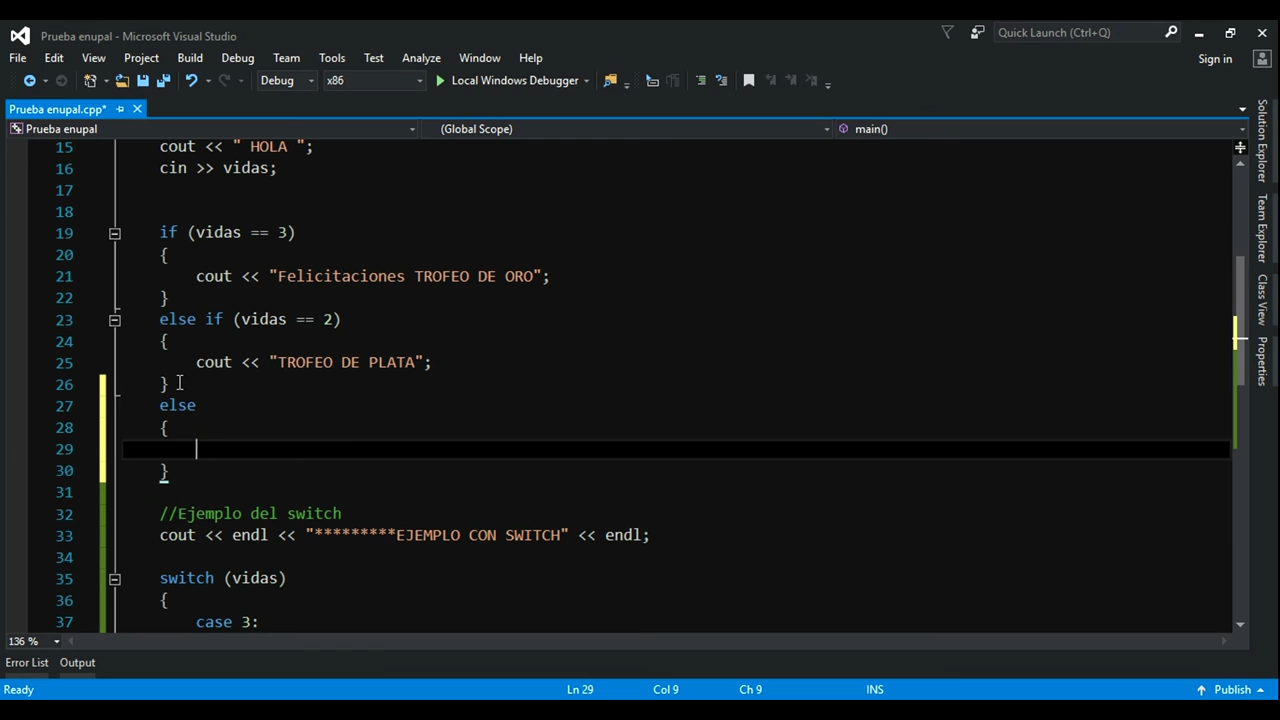 Prueba enupal - Microsoft Visual Studio
Quick Launch (Ctrl+Q)
File Edit View Project Build Debug Team Tools Test Analyze Window Help
Sign in
Debug x86 Local Windows Debugger
Prueba enupal.cpp*
Prueba enupal (Global Scope) main()
15 cout << " HOLA ";
16 cin >> vidas;
17
18
19 if (vidas == 3)
20 {
21 cout << "Felicitaciones TROFEO DE ORO";
22 }
23 else if (vidas == 2)
24 {
25 cout << "TROFEO DE PLATA";
26 }
27 else
28 {
29
30 }
31
32 //Ejemplo del switch
33 cout << endl << "*********EJEMPLO CON SWITCH" << endl;
34
35 switch (vidas)
36 {
37 case 3:
136 %
Error List Output
Ready Ln 29 Col 9 Ch 9 INS Publish
Solution Explorer
Team Explorer
Class View
Properties